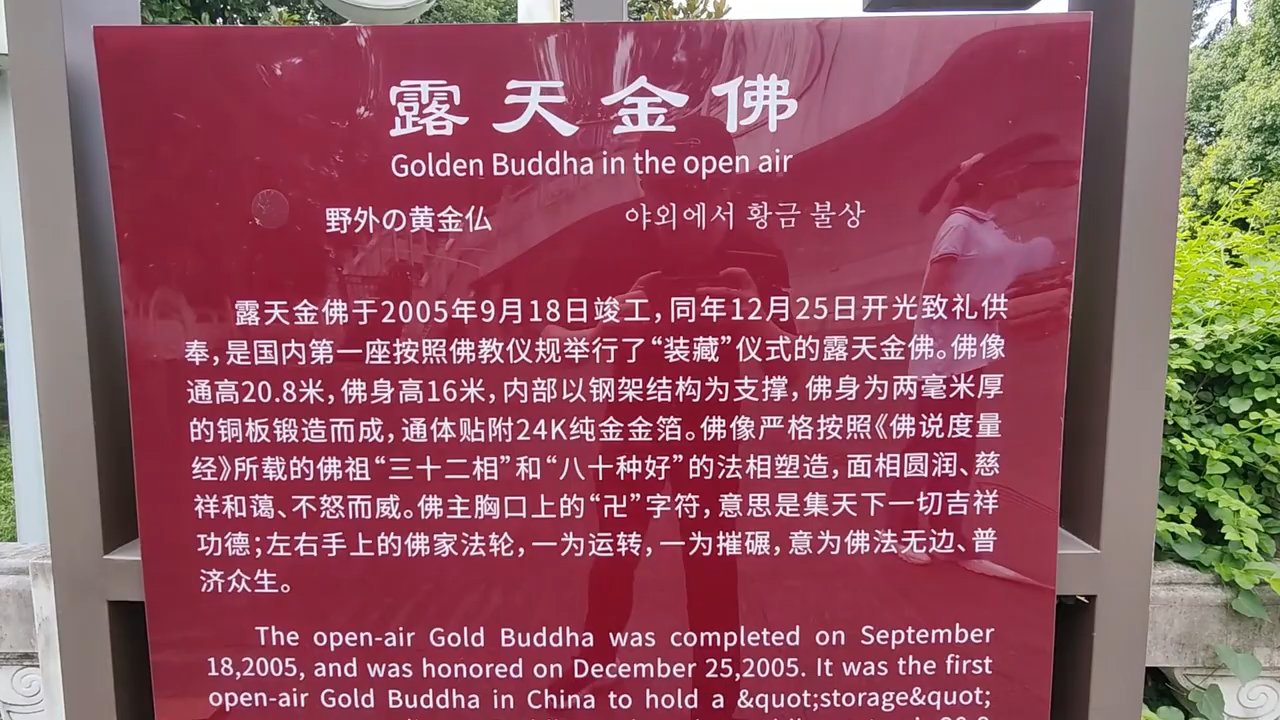 露天金佛
Golden Buddha in the open air
野外の黄金仏 야외에서 황금 불상
露天金佛于2005年9月18日竣工，同年12月25日开光致礼供
奉，是国内第一座按照佛教仪规举行了“装藏”仪式的露天金佛。佛像
通高20.8米，佛身高16米，内部以钢架结构为支撑，佛身为两毫米厚
的铜板锻造而成，通体贴附24K纯金金箔。佛像严格按照《佛说度量
经》所载的佛祖“三十二相”和“八十种好”的法相塑造，面相圆润、慈
祥和蔼、不怒而威。佛主胸口上的“卍”字符，意思是集天下一切吉祥
功德；左右手上的佛家法轮，一为运转，一为摧碾，意为佛法无边、普
济众生。
The open-air Gold Buddha was completed on September
18,2005, and was honored on December 25,2005. It was the first
open-air Gold Buddha in China to hold a &quot;storage&quot;